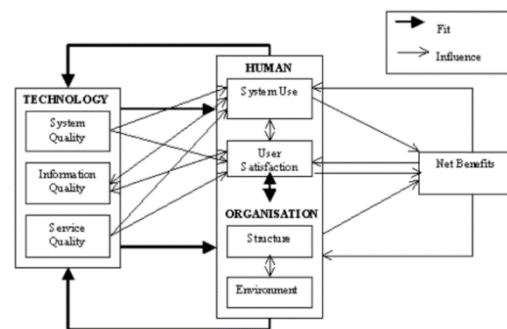 Fit
Influence
HUMAN
TECHNOLOGY
System Use
System
Quality
User
Satisfaction
Information
Quality
Net Benefits
ORGANISATION
Service
Quality
Structure
Environment